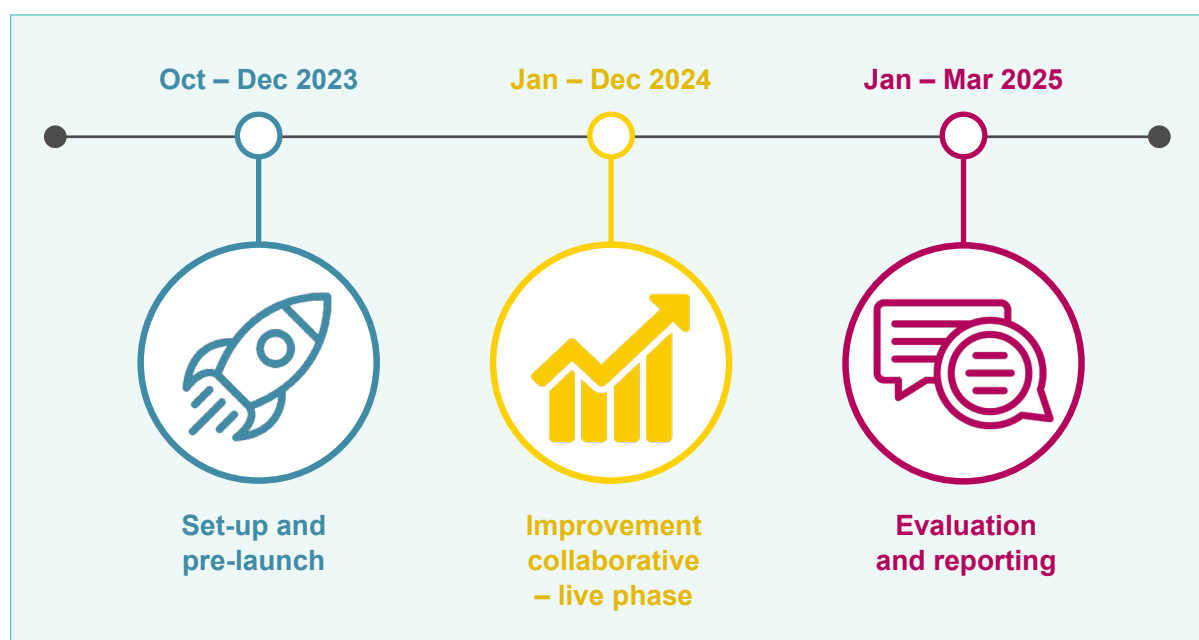 Oct – Dec 2023
Jan – Dec 2024
Jan – Mar 2025
Set-up and
pre-launch
Improvement
collaborative
– live phase
Evaluation
and reporting